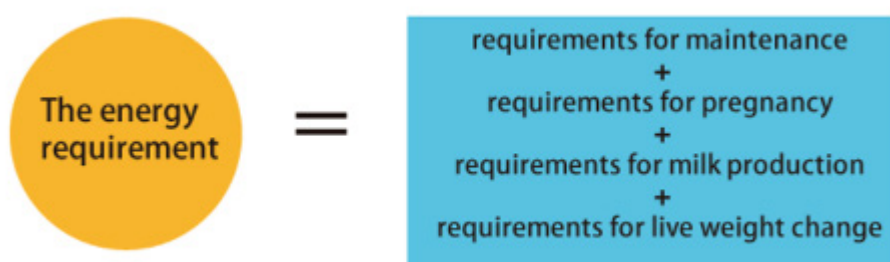 The energy
requirement
=
requirements for maintenance
+
requirements for pregnancy
+
requirements for milk production
+
requirements for live weight change